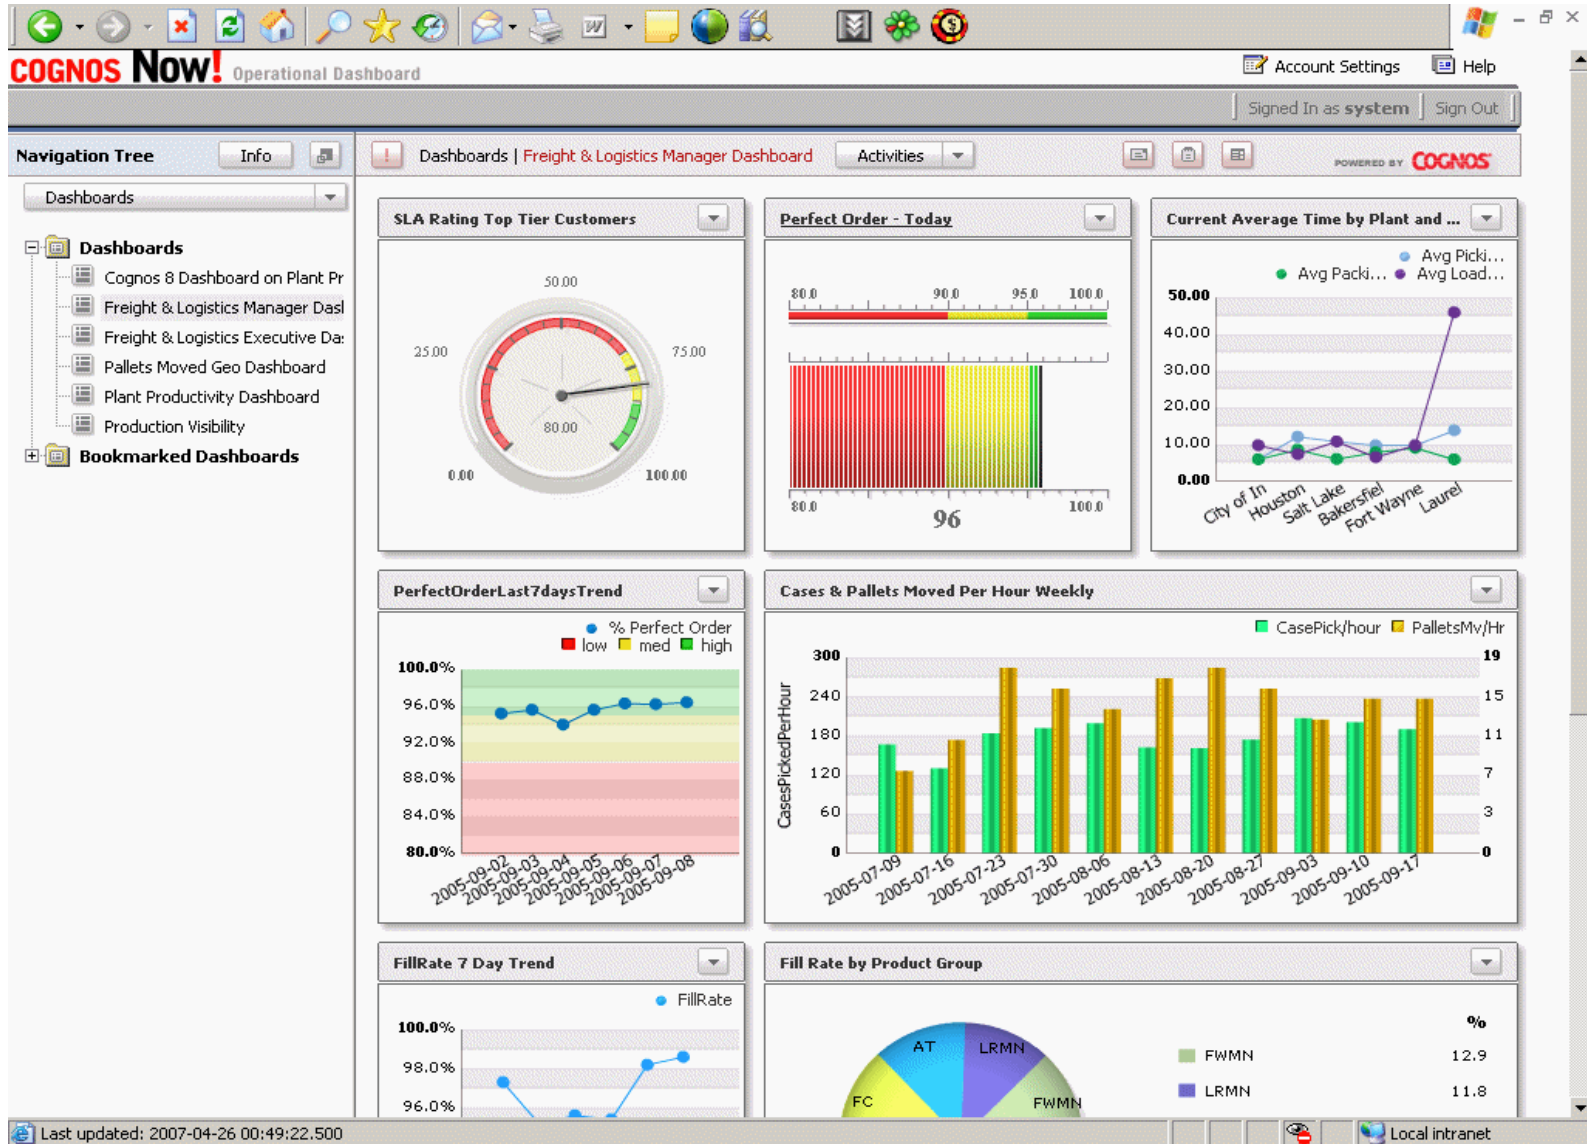 COGNOS NOW! Operational Dashboard
Account Settings Help
Signed In as system Sign Out
Navigation Tree Info
Dashboards | Freight & Logistics Manager Dashboard Activities
POWERED BY COGNOS
Dashboards
Dashboards
Cognos 8 Dashboard on Plant Pr
Freight & Logistics Manager Dasl
Freight & Logistics Executive Da:
Pallets Moved Geo Dashboard
Plant Productivity Dashboard
Production Visibility
Bookmarked Dashboards
SLA Rating Top Tier Customers
50.00
25.00 75.00
80.00
0.00 100.00
Perfect Order - Today
80.0 90.0 95.0 100.0
80.0 100.0
96
Current Average Time by Plant and ...
Avg Picki...
Avg Packi... Avg Load...
50.00
40.00
30.00
20.00
10.00
0.00
City of In Houston Salt Lake Bakersfiel Fort Wayne Laurel
PerfectOrderLast7daysTrend
% Perfect Order
low med high
100.0%
96.0%
92.0%
88.0%
84.0%
80.0%
2005-09-02 2005-09-03 2005-09-04 2005-09-05 2005-09-06 2005-09-07 2005-09-08
Cases & Pallets Moved Per Hour Weekly
CasePick/hour PalletsMv/Hr
CasesPickedPerHour
300 19
240 15
180 11
120 7
60 3
0 0
2005-07-09 2005-07-16 2005-07-23 2005-07-30 2005-08-06 2005-08-13 2005-08-20 2005-08-27 2005-09-03 2005-09-10 2005-09-17
FillRate 7 Day Trend
FillRate
100.0%
98.0%
96.0%
Fill Rate by Product Group
AT LRMN
FC FWMN
%
FWMN 12.9
LRMN 11.8
Last updated: 2007-04-26 00:49:22.500
Local intranet